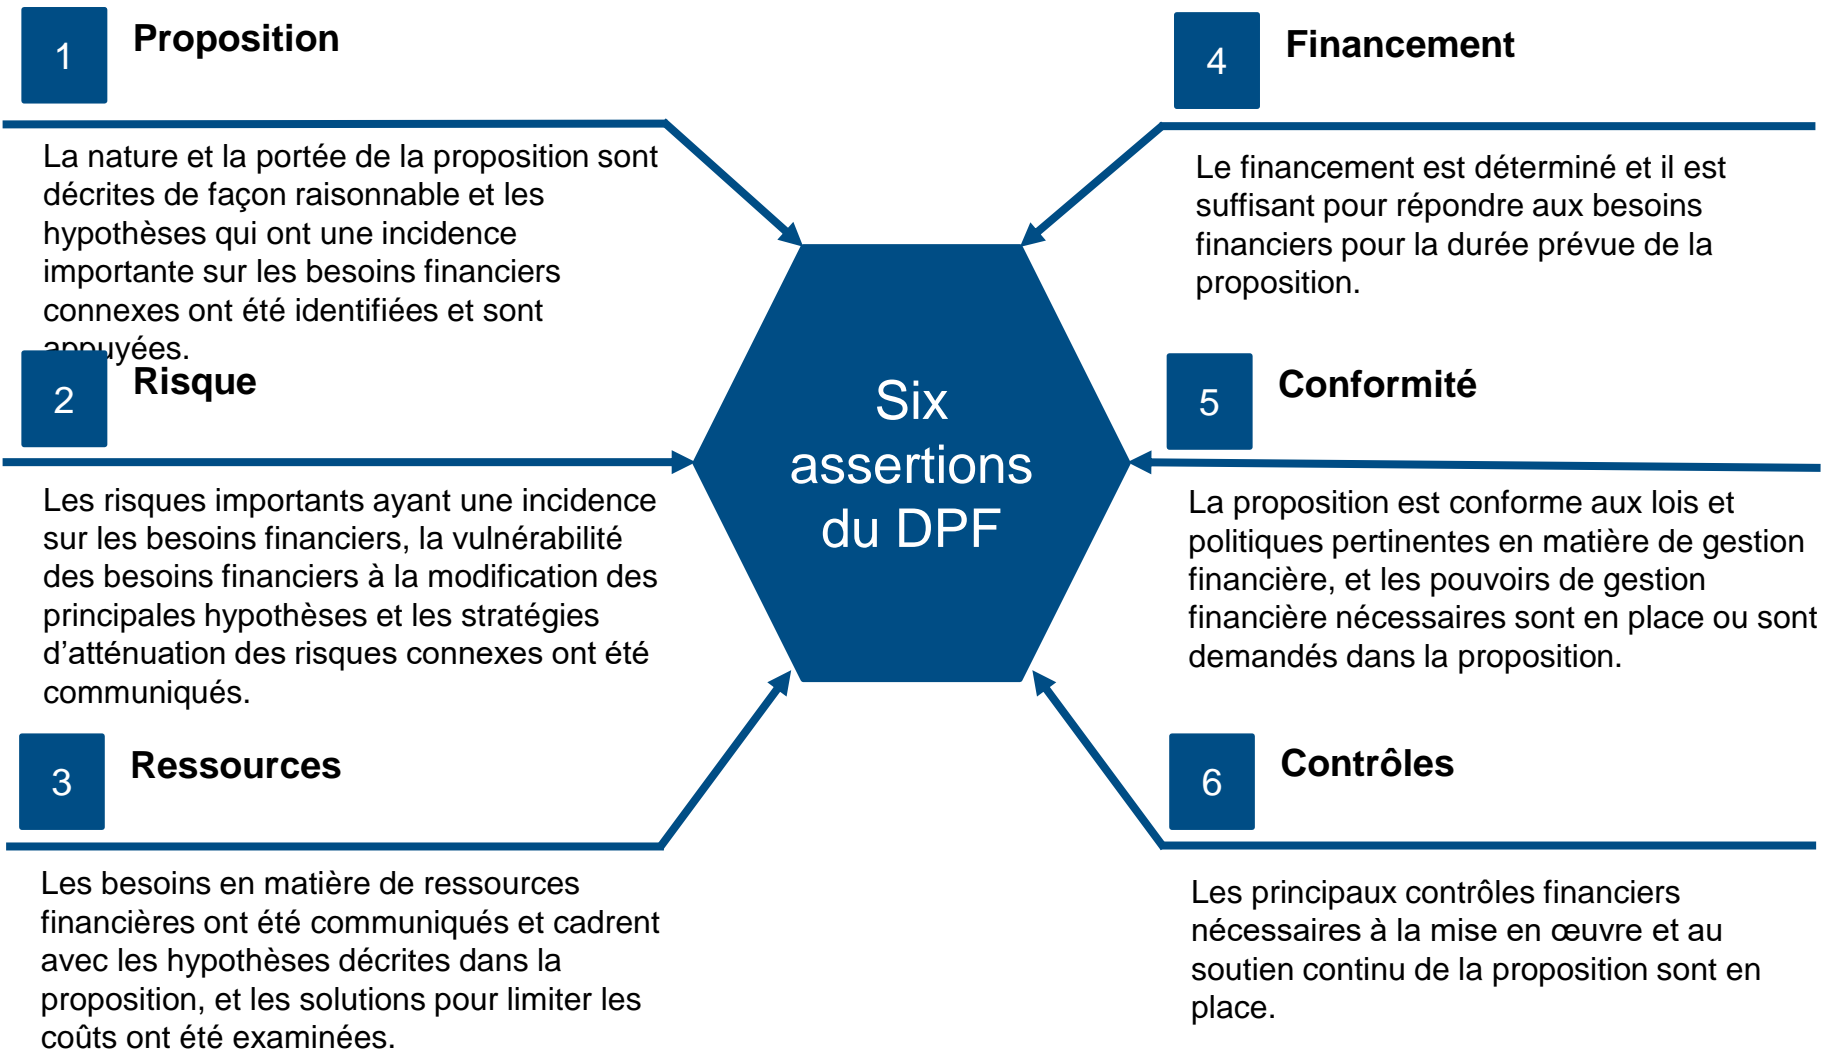 1
Proposition
La nature et la portée de la proposition sont
décrites de façon raisonnable et les
hypothèses qui ont une incidence
importante sur les besoins financiers
connexes ont été identifiées et sont
appuyées.
2
Risque
Les risques importants ayant une incidence
sur les besoins financiers, la vulnérabilité
des besoins financiers à la modification des
principales hypothèses et les stratégies
d’atténuation des risques connexes ont été
communiqués.
3
Ressources
Les besoins en matière de ressources
financières ont été communiqués et cadrent
avec les hypothèses décrites dans la
proposition, et les solutions pour limiter les
coûts ont été examinées.
Six
assertions
du DPF
4
Financement
Le financement est déterminé et il est
suffisant pour répondre aux besoins
financiers pour la durée prévue de la
proposition.
5
Conformité
La proposition est conforme aux lois et
politiques pertinentes en matière de gestion
financière, et les pouvoirs de gestion
financière nécessaires sont en place ou sont
demandés dans la proposition.
6
Contrôles
Les principaux contrôles financiers
nécessaires à la mise en œuvre et au
soutien continu de la proposition sont en
place.